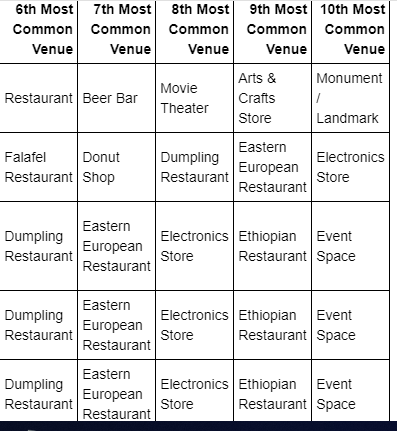 6th Most Common Venue 7th Most Common Venue 8th Most Common Venue 9th Most Common Venue 10th Most Common Venue
Restaurant Beer Bar Movie Theater Arts & Crafts Store Monument / Landmark
Falafel Restaurant Donut Shop Dumpling Restaurant Eastern European Restaurant Electronics Store
Dumpling Restaurant Eastern European Restaurant Electronics Store Ethiopian Restaurant Event Space
Dumpling Restaurant Eastern European Restaurant Electronics Store Ethiopian Restaurant Event Space
Dumpling Restaurant Eastern European Restaurant Electronics Store Ethiopian Restaurant Event Space